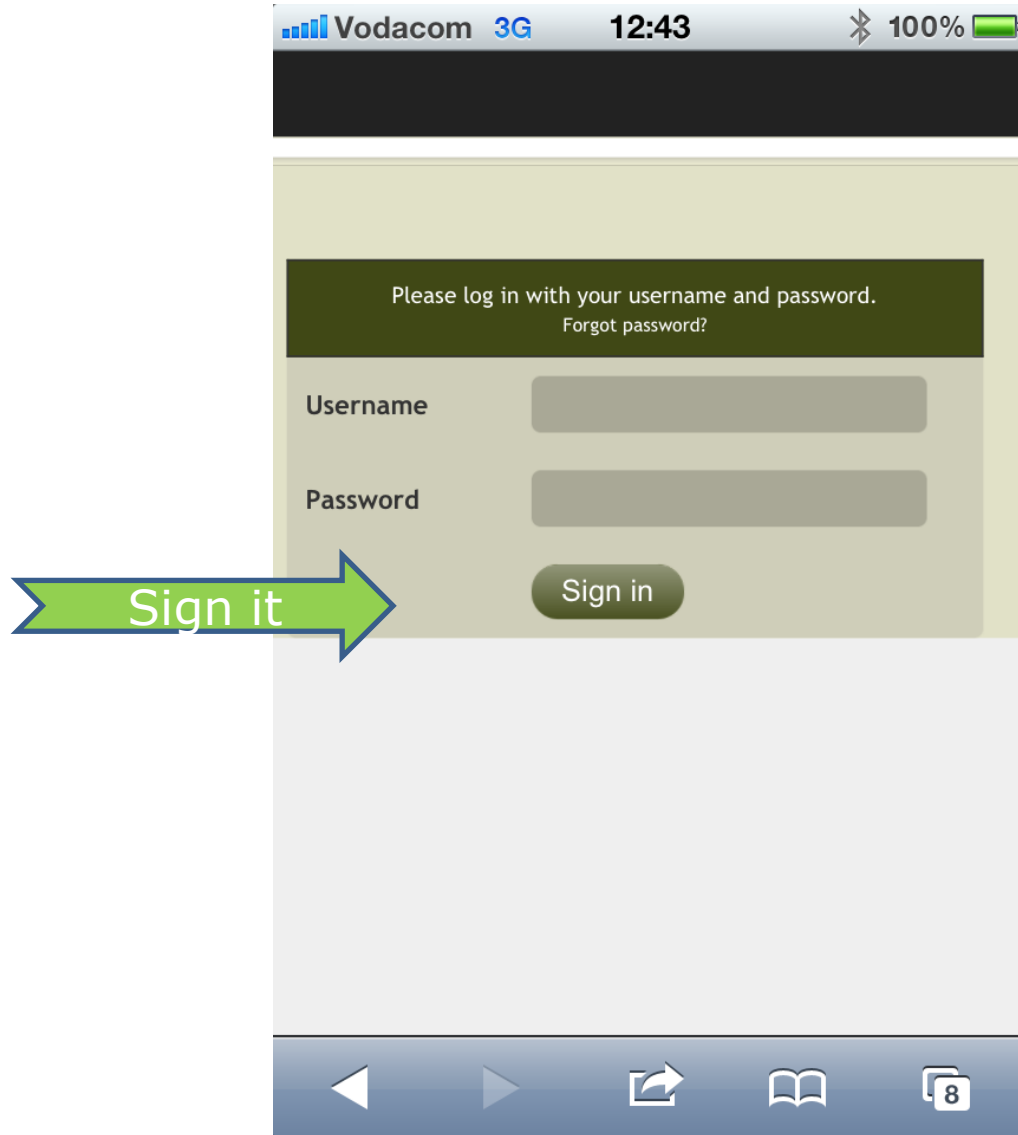 Vodacom 3G 12:43 100%
Please log in with your username and password.
Forgot password?
Username
Password
Sign in
Sign it
8